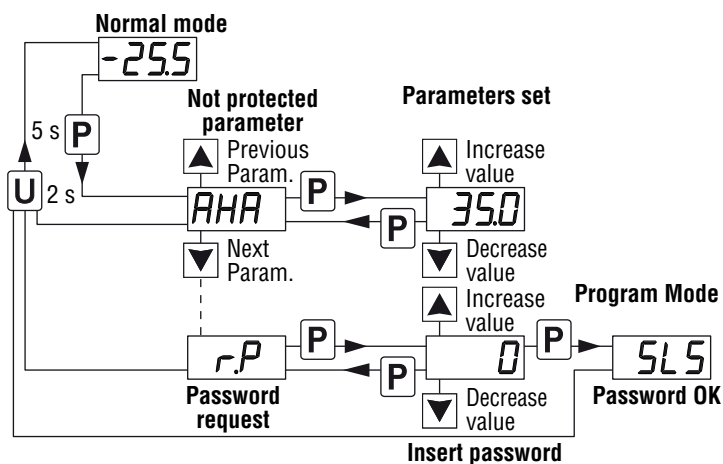 Normal mode
-25.5
Not protected
parameter
Parameters set
5 s
P
Previous
Param.
Increase
value
U
2 s
AHA
P
P
35.0
Next
Param.
Decrease
value
Increase
value
Program Mode
r.P
P
P
0
P
SLS
Password
request
Decrease
value
Password OK
Insert password